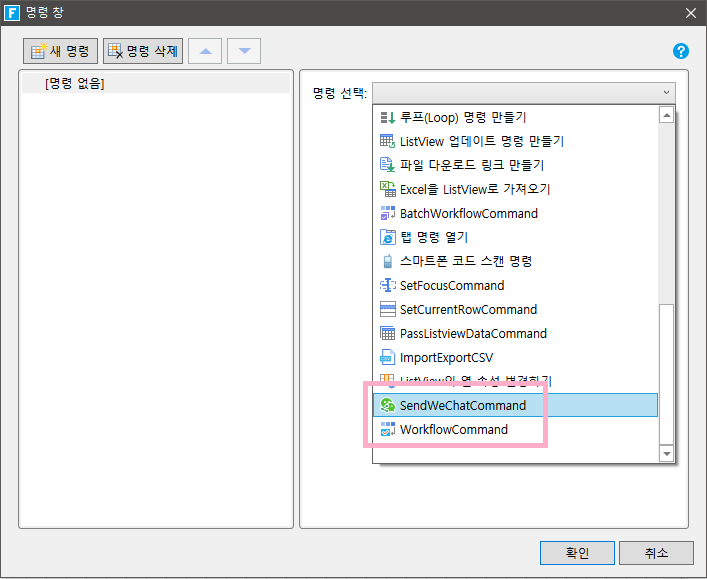 F 명령 창
새 명령 명령 삭제
?
[명령 없음]
명령 선택:
루프(Loop) 명령 만들기
ListView 업데이트 명령 만들기
파일 다운로드 링크 만들기
Excel을 ListView로 가져오기
BatchWorkflowCommand
탭 명령 열기
스마트폰 코드 스캔 명령
SetFocusCommand
SetCurrentRowCommand
PassListviewDataCommand
ImportExportCSV
ListView의 열 속성 변경하기
SendWeChatCommand
WorkflowCommand
확인 취소